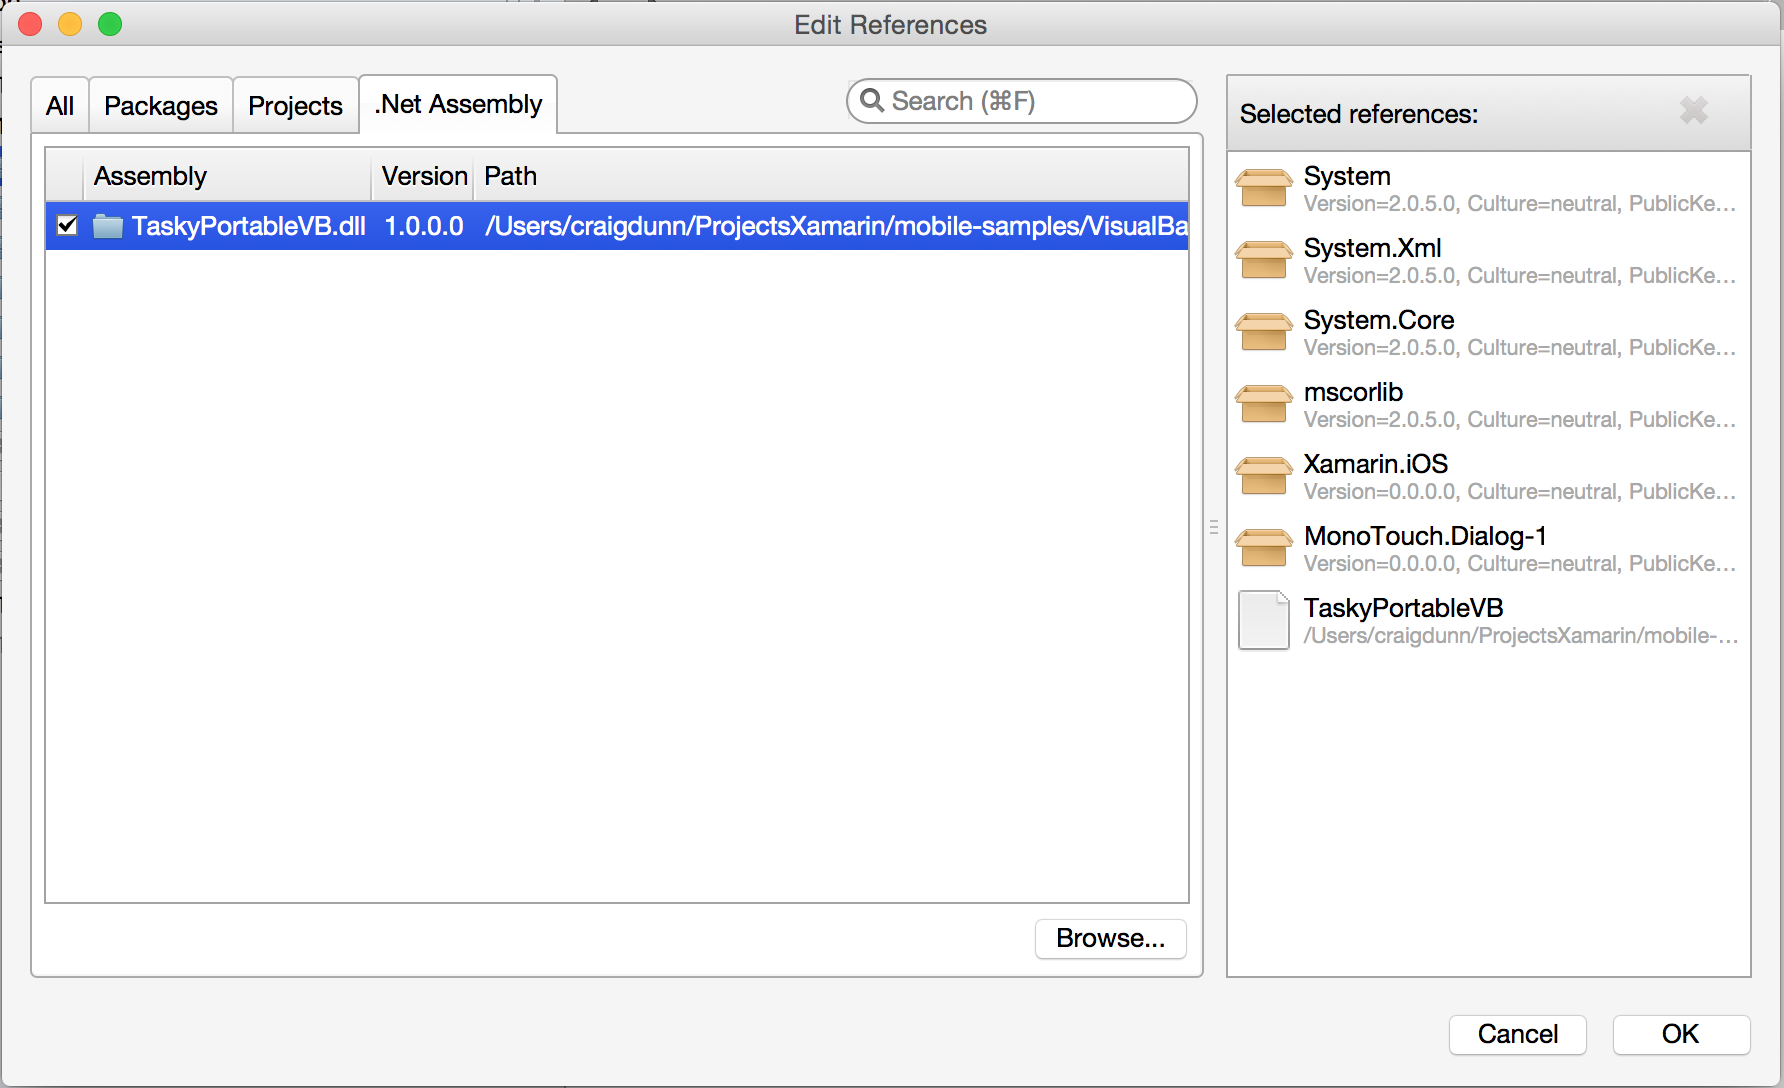 Edit References
All
Packages
Projects
.Net Assembly
Search (⌘F)
Assembly
Version
Path
TaskyPortableVB.dll
1.0.0.0
/Users/craigdunn/ProjectsXamarin/mobile-samples/VisualBa
Browse...
Selected references:
System
Version=2.0.5.0, Culture=neutral, PublicKe...
System.Xml
Version=2.0.5.0, Culture=neutral, PublicKe...
System.Core
Version=2.0.5.0, Culture=neutral, PublicKe...
mscorlib
Version=2.0.5.0, Culture=neutral, PublicKe...
Xamarin.iOS
Version=0.0.0.0, Culture=neutral, PublicKe...
MonoTouch.Dialog-1
Version=0.0.0.0, Culture=neutral, PublicKe...
TaskyPortableVB
/Users/craigdunn/ProjectsXamarin/mobile-...
Cancel
OK